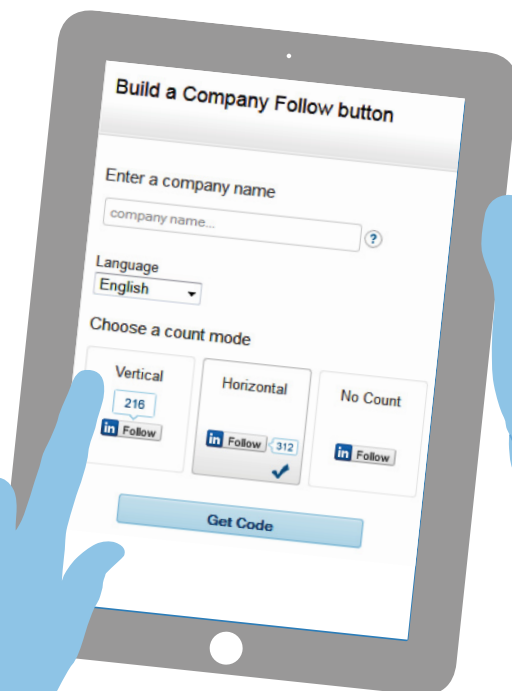 Build a Company Follow button
Enter a company name
company name...
?
Language
English
Choose a count mode
Vertical
216
in Follow
Horizontal
in Follow 312
No Count
in Follow
Get Code